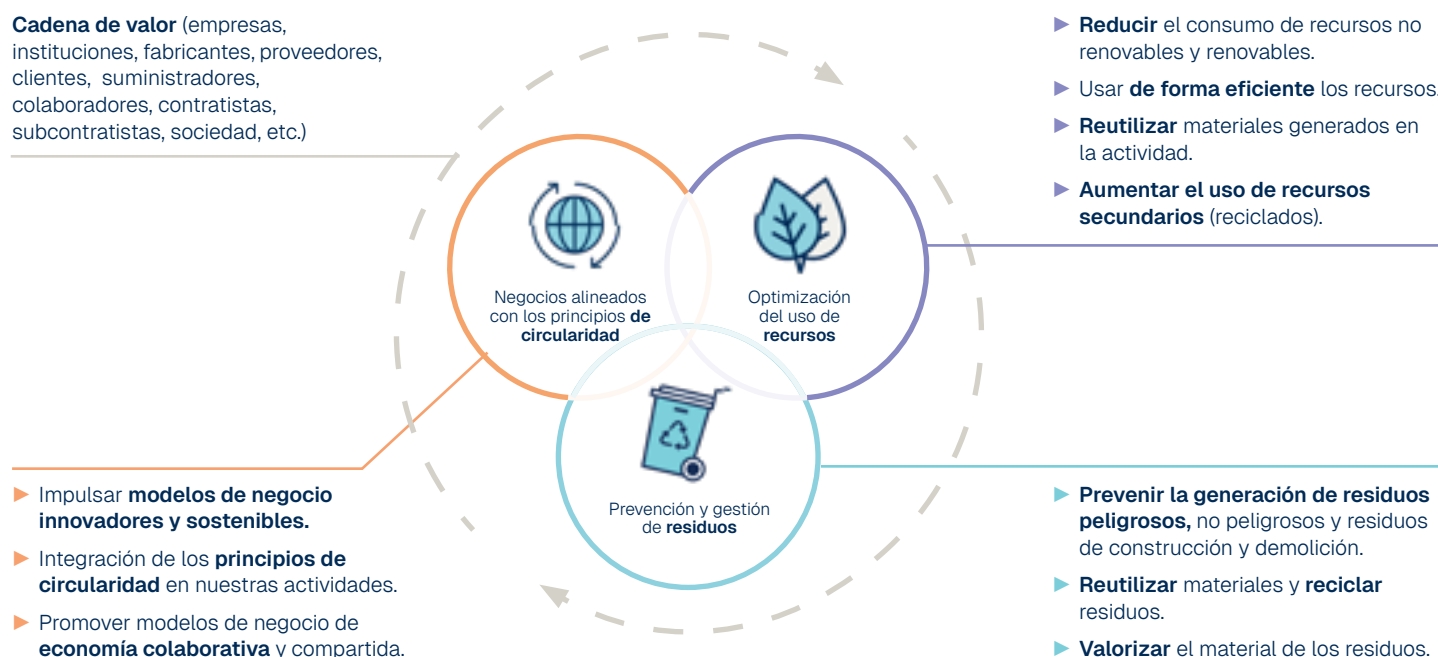 Cadena de valor (empresas,
instituciones, fabricantes, proveedores,
clientes, suministradores,
colaboradores, contratistas,
subcontratistas, sociedad, etc.)
► Reducir el consumo de recursos no
renovables y renovables.
► Usar de forma eficiente los recursos.
► Reutilizar materiales generados en
la actividad.
► Aumentar el uso de recursos
secundarios (reciclados).
Negocios alineados
con los principios de
circularidad
Optimización
del uso de
recursos
Prevención y gestión
de residuos
► Impulsar modelos de negocio
innovadores y sostenibles.
► Integración de los principios de
circularidad en nuestras actividades.
► Promover modelos de negocio de
economía colaborativa y compartida.
► Prevenir la generación de residuos
peligrosos, no peligrosos y residuos
de construcción y demolición.
► Reutilizar materiales y reciclar
residuos.
► Valorizar el material de los residuos.